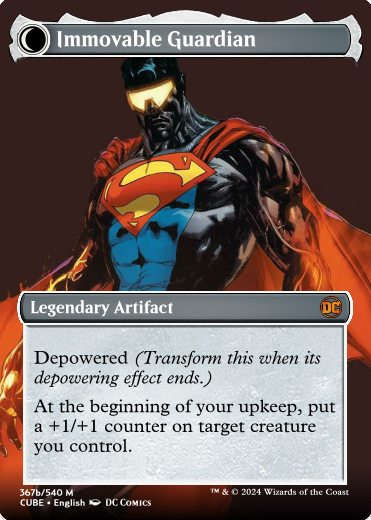 Immovable Guardian
S
Legendary Artifact
DC
Depowered (Transform this when its
depowering effect ends.)
At the beginning of your upkeep, put
a +1/+1 counter on target creature
you control.
367b/540 M
CUBE • English DC Comics
™ & © 2024 Wizards of the Coast